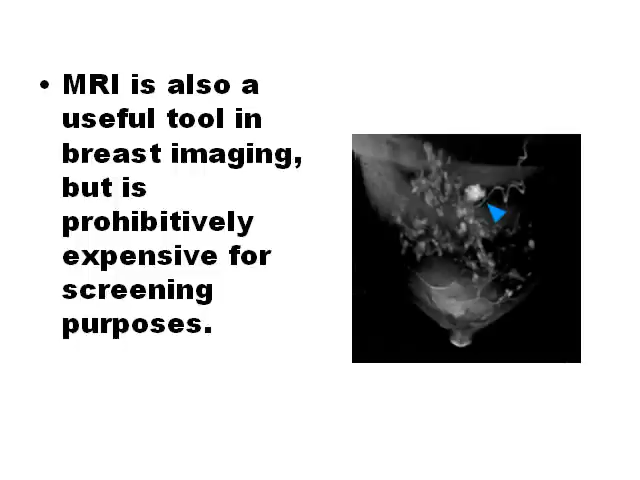 • MRI is also a
useful tool in
breast imaging,
but is
prohibitively
expensive for
screening
purposes.